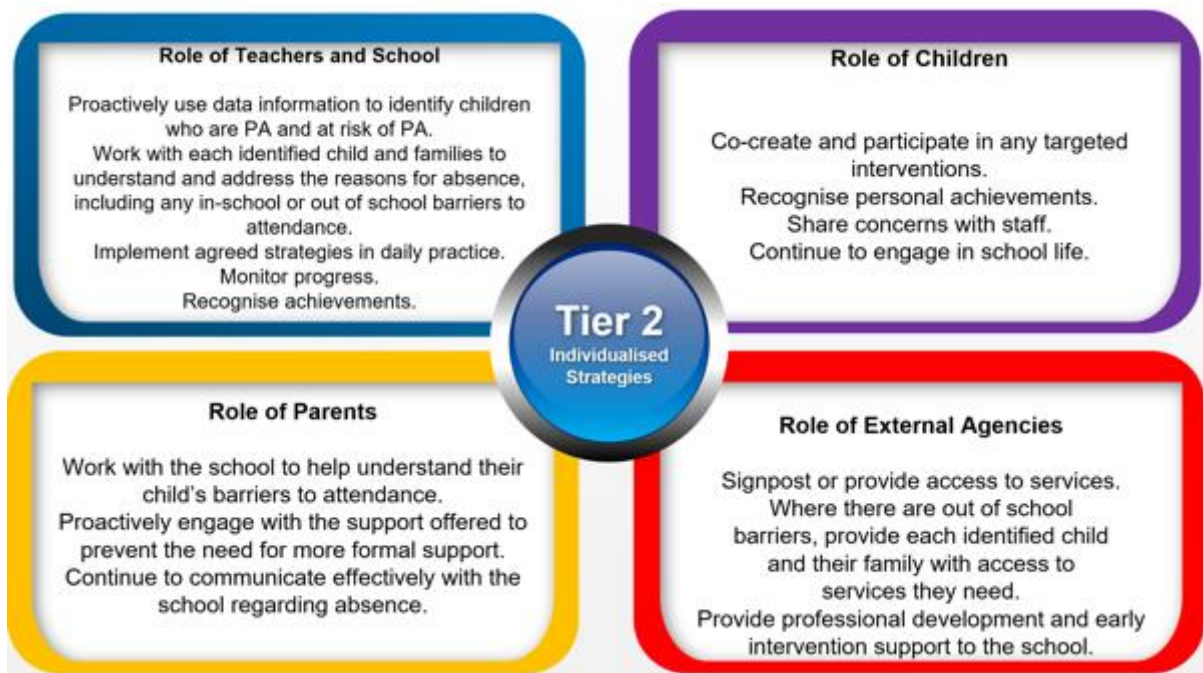 Role of Teachers and School
Proactively use data information to identify children
who are PA and at risk of PA.
Work with each identified child and families to
understand and address the reasons for absence,
including any in-school or out of school barriers to
attendance.
Implement agreed strategies in daily practice.
Monitor progress.
Recognise achievements.
Role of Children
Co-create and participate in any targeted
interventions.
Recognise personal achievements.
Share concerns with staff.
Continue to engage in school life.
Tier 2
Individualised
Strategies
Role of Parents
Work with the school to help understand their
child's barriers to attendance.
Proactively engage with the support offered to
prevent the need for more formal support.
Continue to communicate effectively with the
school regarding absence.
Role of External Agencies
Signpost or provide access to services.
Where there are out of school
barriers, provide each identified child
and their family with access to
services they need.
Provide professional development and early
intervention support to the school.